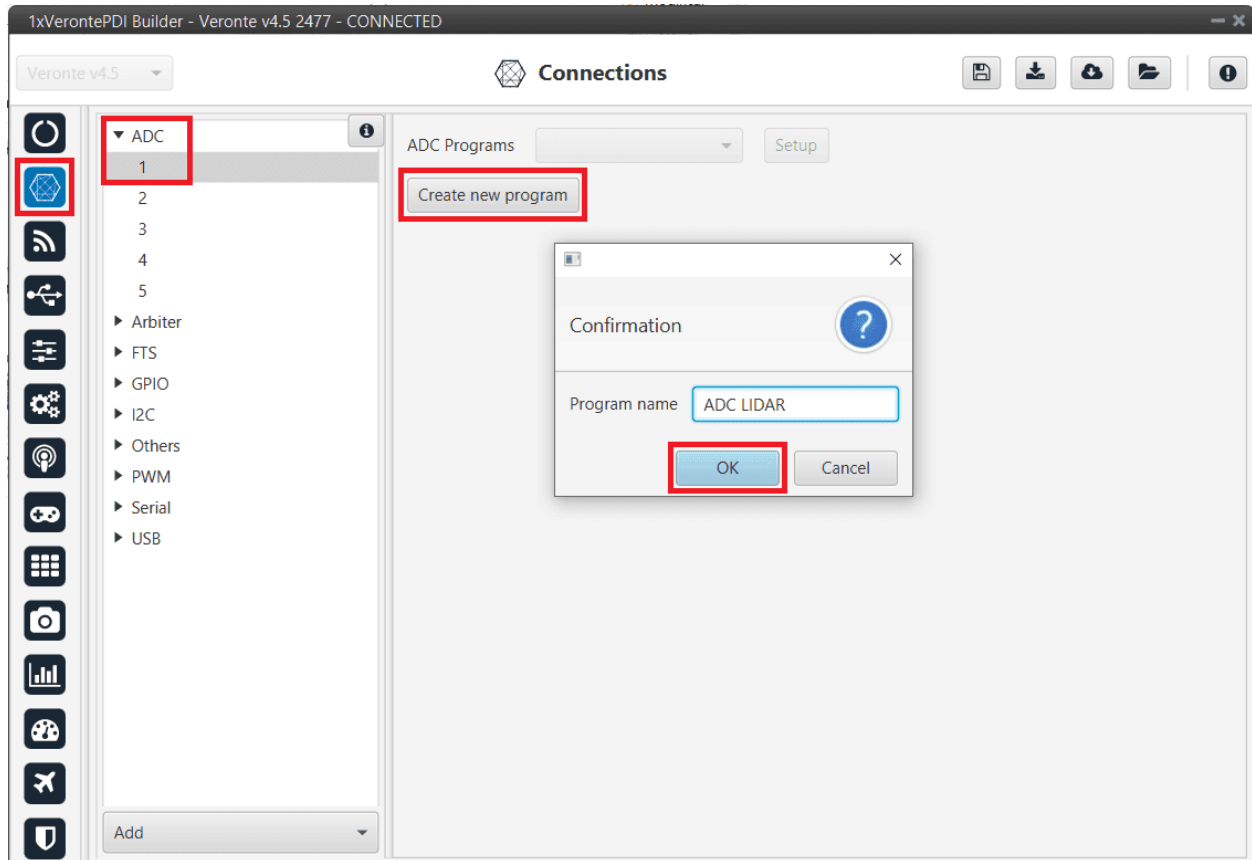 1xVerontePDI Builder - Veronte v4.5 2477 - CONNECTED
Veronte v4.5
Connections
ADC
1
2
3
4
5
Arbiter
FTS
GPIO
I2C
Others
PWM
Serial
USB
Add
ADC Programs
Setup
Create new program
Confirmation
Program name
ADC LIDAR
OK
Cancel